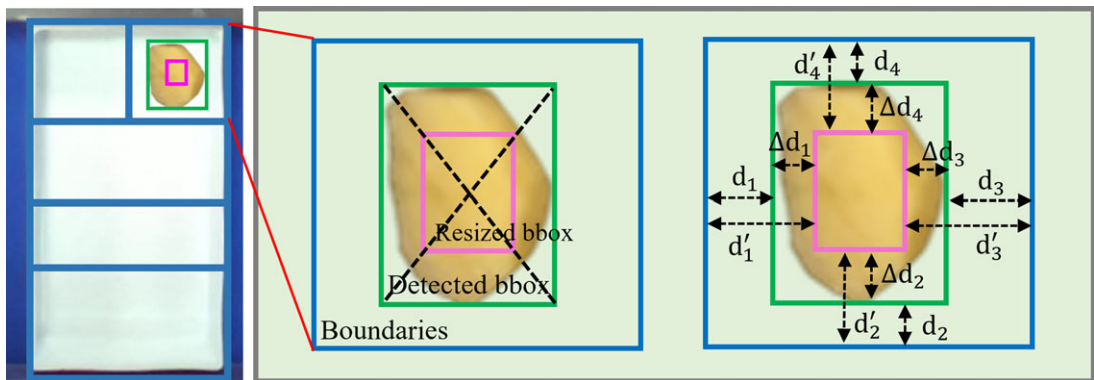 Resized bbox
Detected bbox
Boundaries
d′₄
d₄
Δd₄
Δd₁
Δd₃
d₁
d₃
d′₁
d′₃
Δd₂
d′₂
d₂